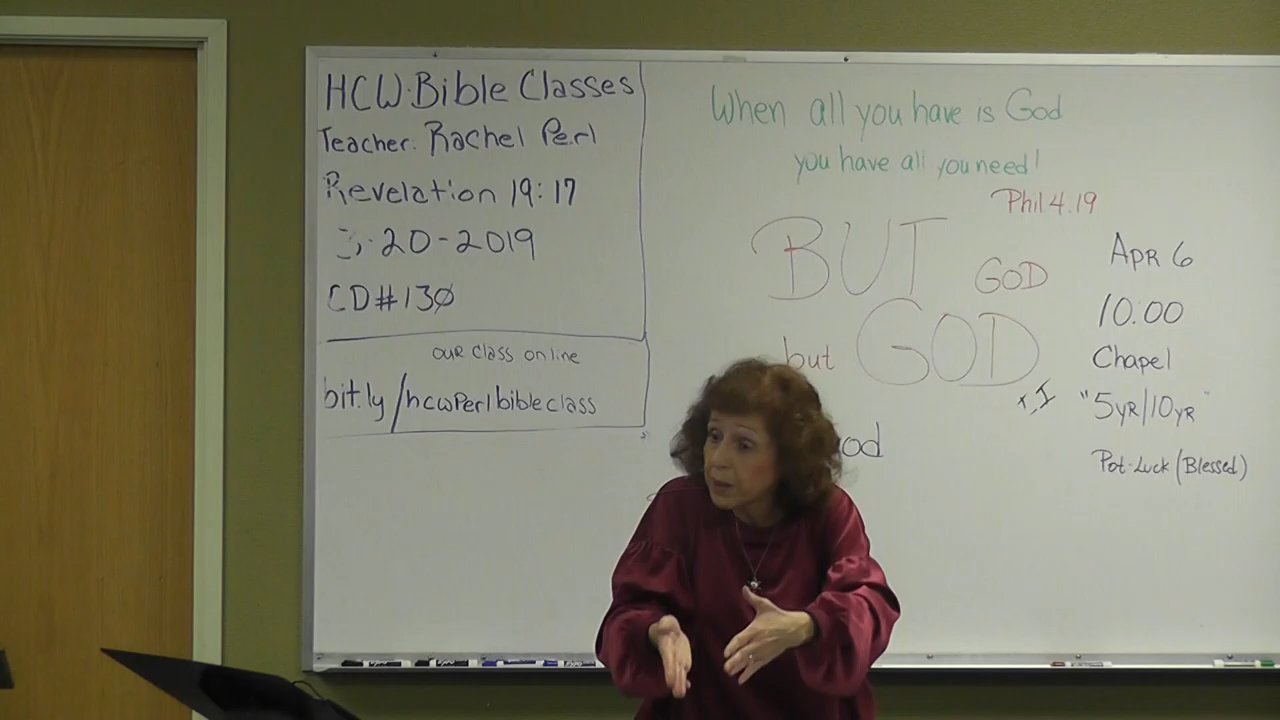 HCW Bible Classes
Teacher: Rachel Perl
Revelation 19:17
3-20-2019
CD#130
our class online
bit.ly/hcwPerlbibleclass
When all you have is God
you have all you need!
Phil 4.19
BUT GOD
but GOD
od
Apr 6
10:00
Chapel
"5yr/10yr"
Pot-Luck (Blessed)